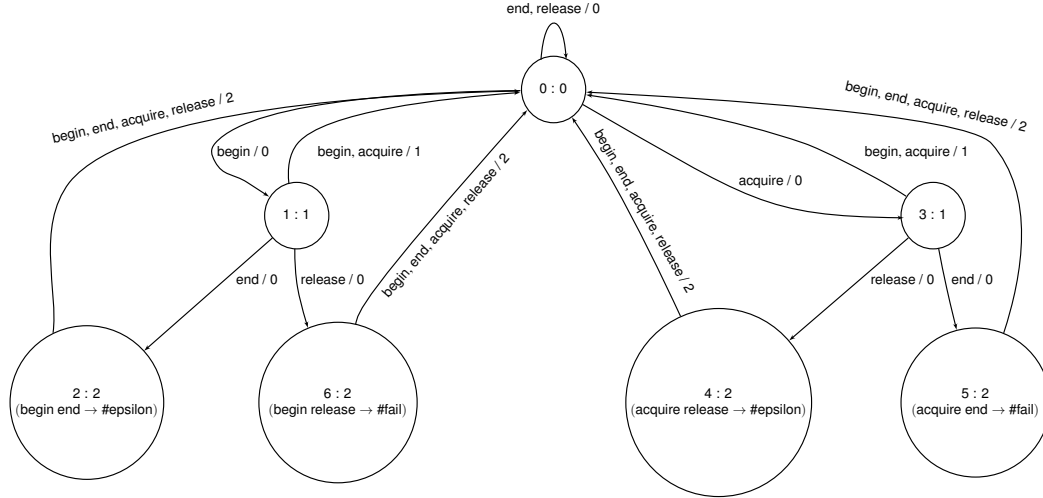 end, release / 0
0 : 0
begin, end, acquire, release / 2
begin / 0
begin, acquire / 1
begin, end, acquire, release / 2
begin, end, acquire, release / 2
acquire / 0
begin, acquire / 1
begin, end, acquire, release / 2
1 : 1
3 : 1
end / 0
release / 0
release / 0
end / 0
2 : 2
(begin end → #epsilon)
6 : 2
(begin release → #fail)
4 : 2
(acquire release → #epsilon)
5 : 2
(acquire end → #fail)